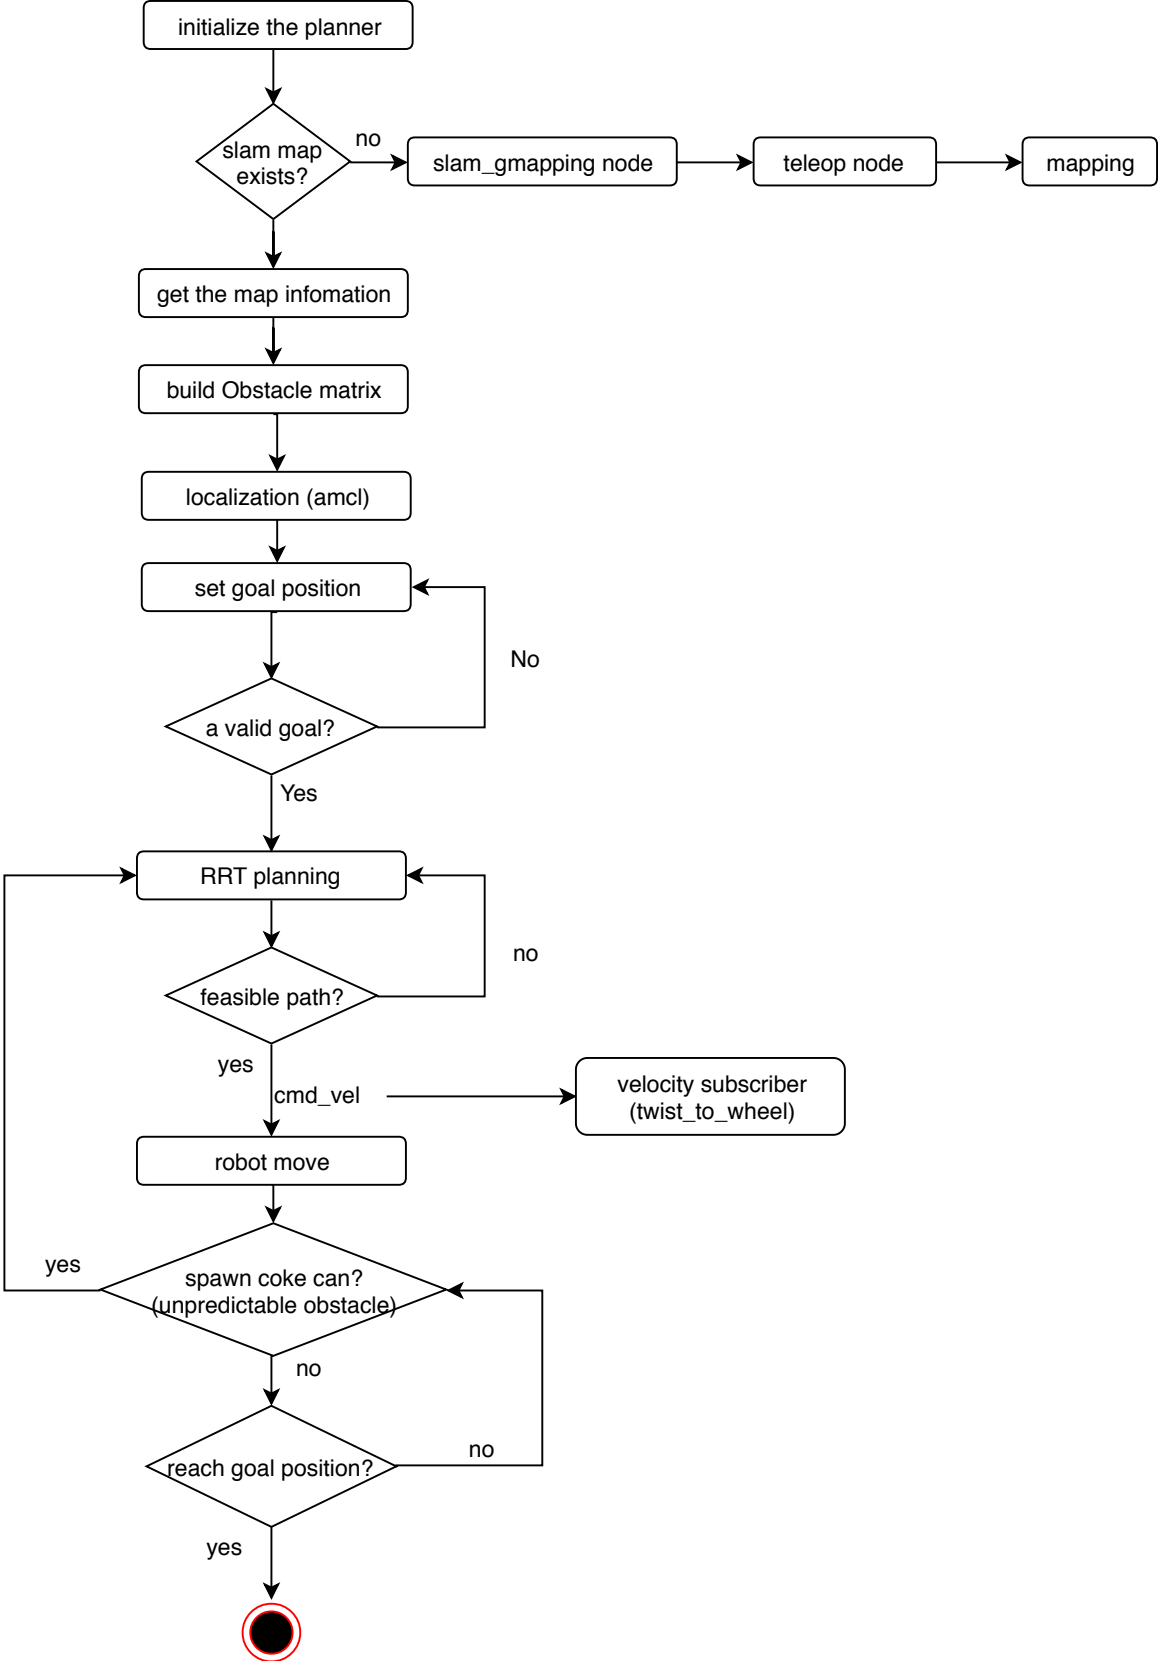 initialize the planner
slam map
exists?
no
slam_gmapping node
teleop node
mapping
get the map infomation
build Obstacle matrix
localization (amcl)
set goal position
No
a valid goal?
Yes
RRT planning
no
feasible path?
yes
cmd_vel
velocity subscriber
(twist_to_wheel)
robot move
yes
spawn coke can?
(unpredictable obstacle)
no
reach goal position?
no
yes